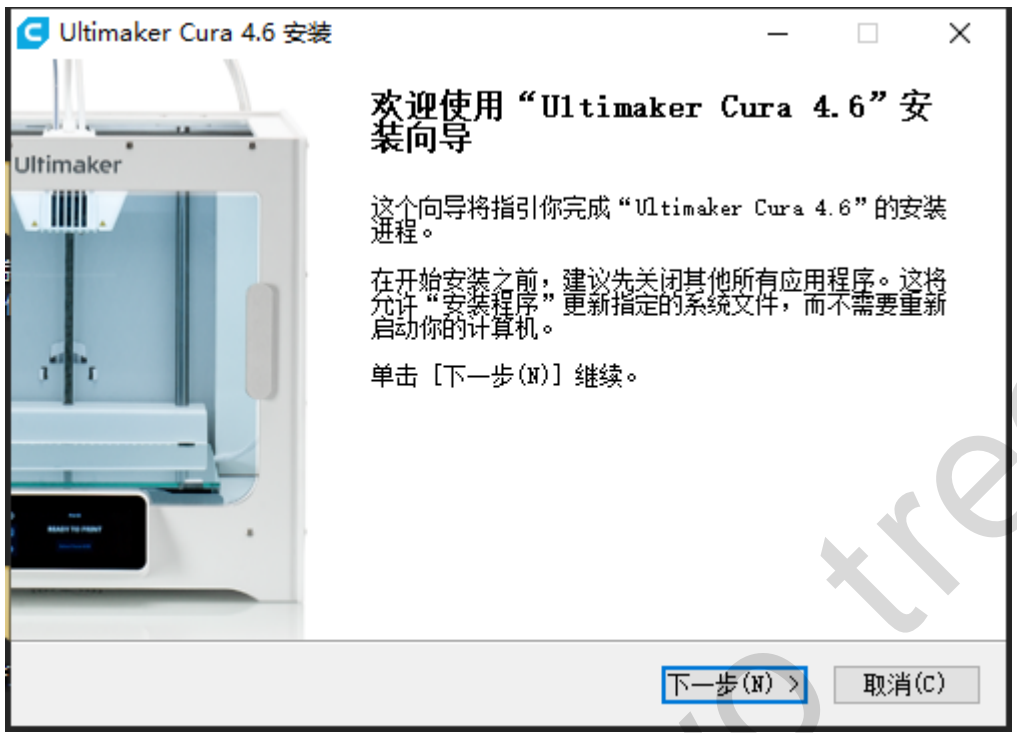 Ultimaker Cura 4.6 安装
欢迎使用“Ultimaker Cura 4.6”安
装向导
Ultimaker
这个向导将指引你完成“Ultimaker Cura 4.6”的安装
进程。
在开始安装之前，建议先关闭其他所有应用程序。这将
允许“安装程序”更新指定的系统文件，而不需要重新
启动你的计算机。
单击 [下一步(N)] 继续。
READY TO PRINT
下一步(N) >
取消(C)